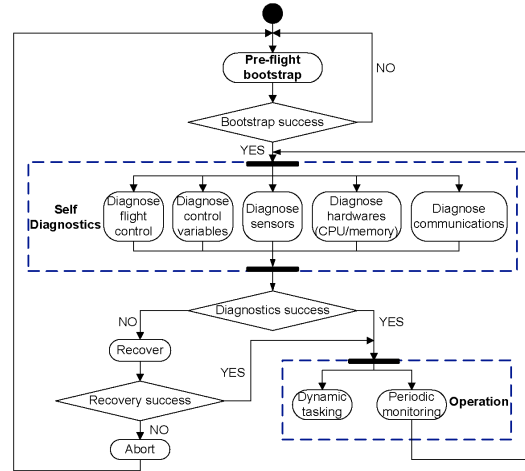 Pre-flight
bootstrap
NO
Bootstrap success
YES
Self
Diagnostics
Diagnose
flight
control
Diagnose
control
variables
Diagnose
sensors
Diagnose
hardwares
(CPU/memory)
Diagnose
communications
Diagnostics success
NO
YES
Recover
YES
Recovery success
NO
Abort
Dynamic
tasking
Periodic
monitoring
Operation